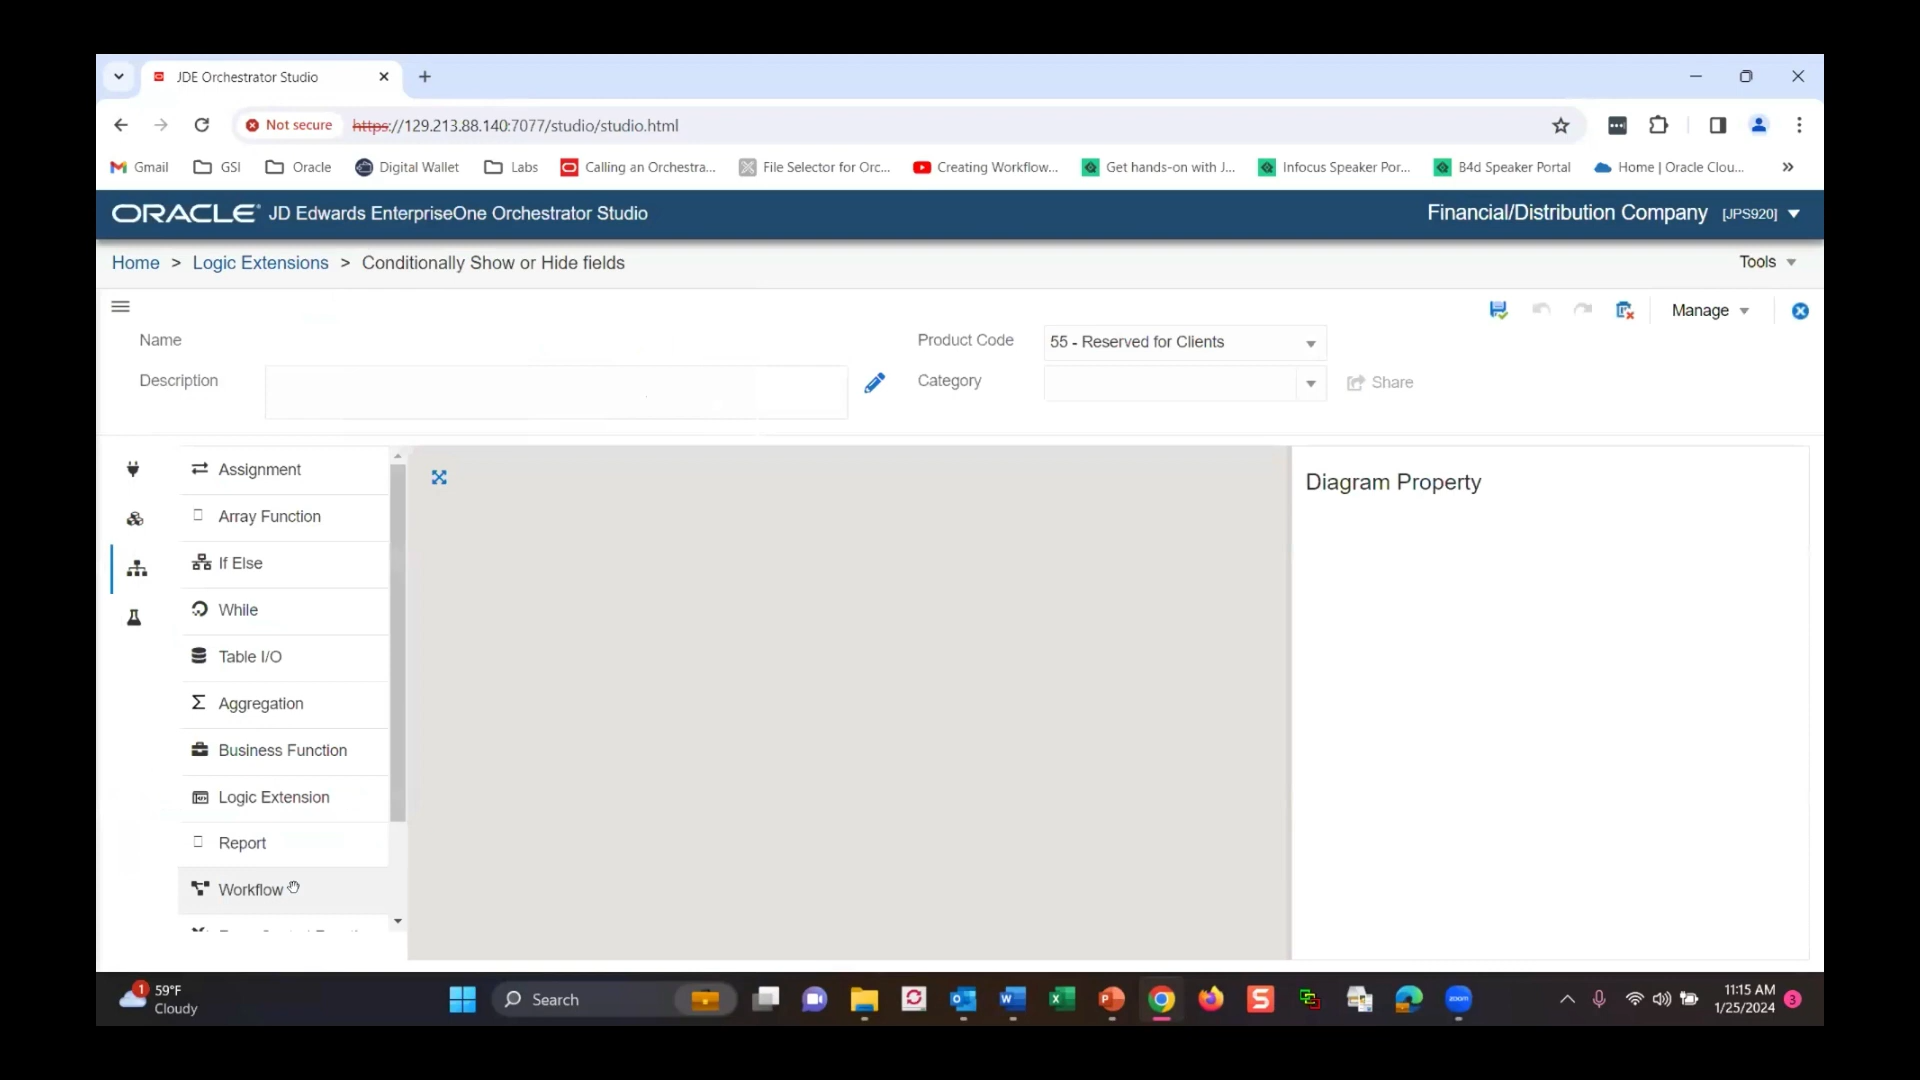 JDE Orchestrator Studio
Not secure https://129.213.88.140:7077/studio/studio.html
Gmail GSI Oracle Digital Wallet Labs Calling an Orchestra... File Selector for Orc... Creating Workflow... Get hands-on with J... Infocus Speaker Por... B4d Speaker Portal Home | Oracle Clou... »
ORACLE JD Edwards EnterpriseOne Orchestrator Studio Financial/Distribution Company [JPS920]
Home > Logic Extensions > Conditionally Show or Hide fields Tools
Manage
Name Product Code 55 - Reserved for Clients
Description Category Share
Assignment
Diagram Property
Array Function
If Else
While
Table I/O
Aggregation
Business Function
Logic Extension
Report
Workflow
1 59°F
Cloudy
Search
zoom
11:15 AM
1/25/2024
3